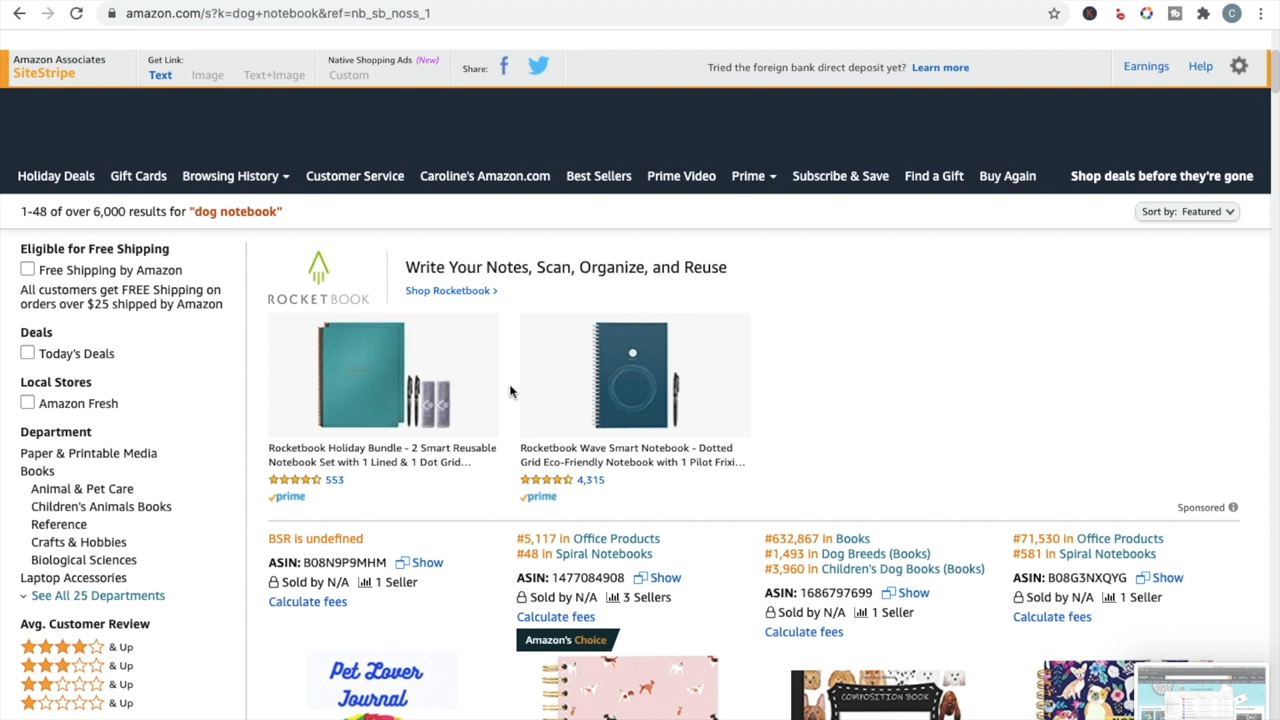 amazon.com/s?k=dog+notebook&ref=nb_sb_noss_1
K
C
Amazon Associates
SiteStripe
Get Link:
Text Image Text+Image
Native Shopping Ads (New)
Custom
Share:
Tried the foreign bank direct deposit yet? Learn more
Earnings Help
Holiday Deals Gift Cards Browsing History Customer Service Caroline's Amazon.com Best Sellers Prime Video Prime Subscribe & Save Find a Gift Buy Again Shop deals before they're gone
1-48 of over 6,000 results for "dog notebook"
Sort by: Featured
Eligible for Free Shipping
Free Shipping by Amazon
All customers get FREE Shipping on
orders over $25 shipped by Amazon
Deals
Today's Deals
Local Stores
Amazon Fresh
Department
Paper & Printable Media
Books
Animal & Pet Care
Children's Animals Books
Reference
Crafts & Hobbies
Biological Sciences
Laptop Accessories
See All 25 Departments
Avg. Customer Review
& Up
& Up
& Up
& Up
ROCKETBOOK
Write Your Notes, Scan, Organize, and Reuse
Shop Rocketbook >
Rocketbook Holiday Bundle - 2 Smart Reusable
Notebook Set with 1 Lined & 1 Dot Grid...
553
prime
Rocketbook Wave Smart Notebook - Dotted
Grid Eco-Friendly Notebook with 1 Pilot Frixi...
4,315
prime
Sponsored
BSR is undefined
ASIN: B08N9P9MHM Show
Sold by N/A 1 Seller
Calculate fees
Pet Lover
Journal
#5,117 in Office Products
#48 in Spiral Notebooks
ASIN: 1477084908 Show
Sold by N/A 3 Sellers
Calculate fees
Amazon's Choice
#632,867 in Books
#1,493 in Dog Breeds (Books)
#3,960 in Children's Dog Books (Books)
ASIN: 1686797699 Show
Sold by N/A 1 Seller
Calculate fees
COMPOSITION BOOK
#71,530 in Office Products
#581 in Spiral Notebooks
ASIN: B08G3NXQYG Show
Sold by N/A 1 Seller
Calculate fees